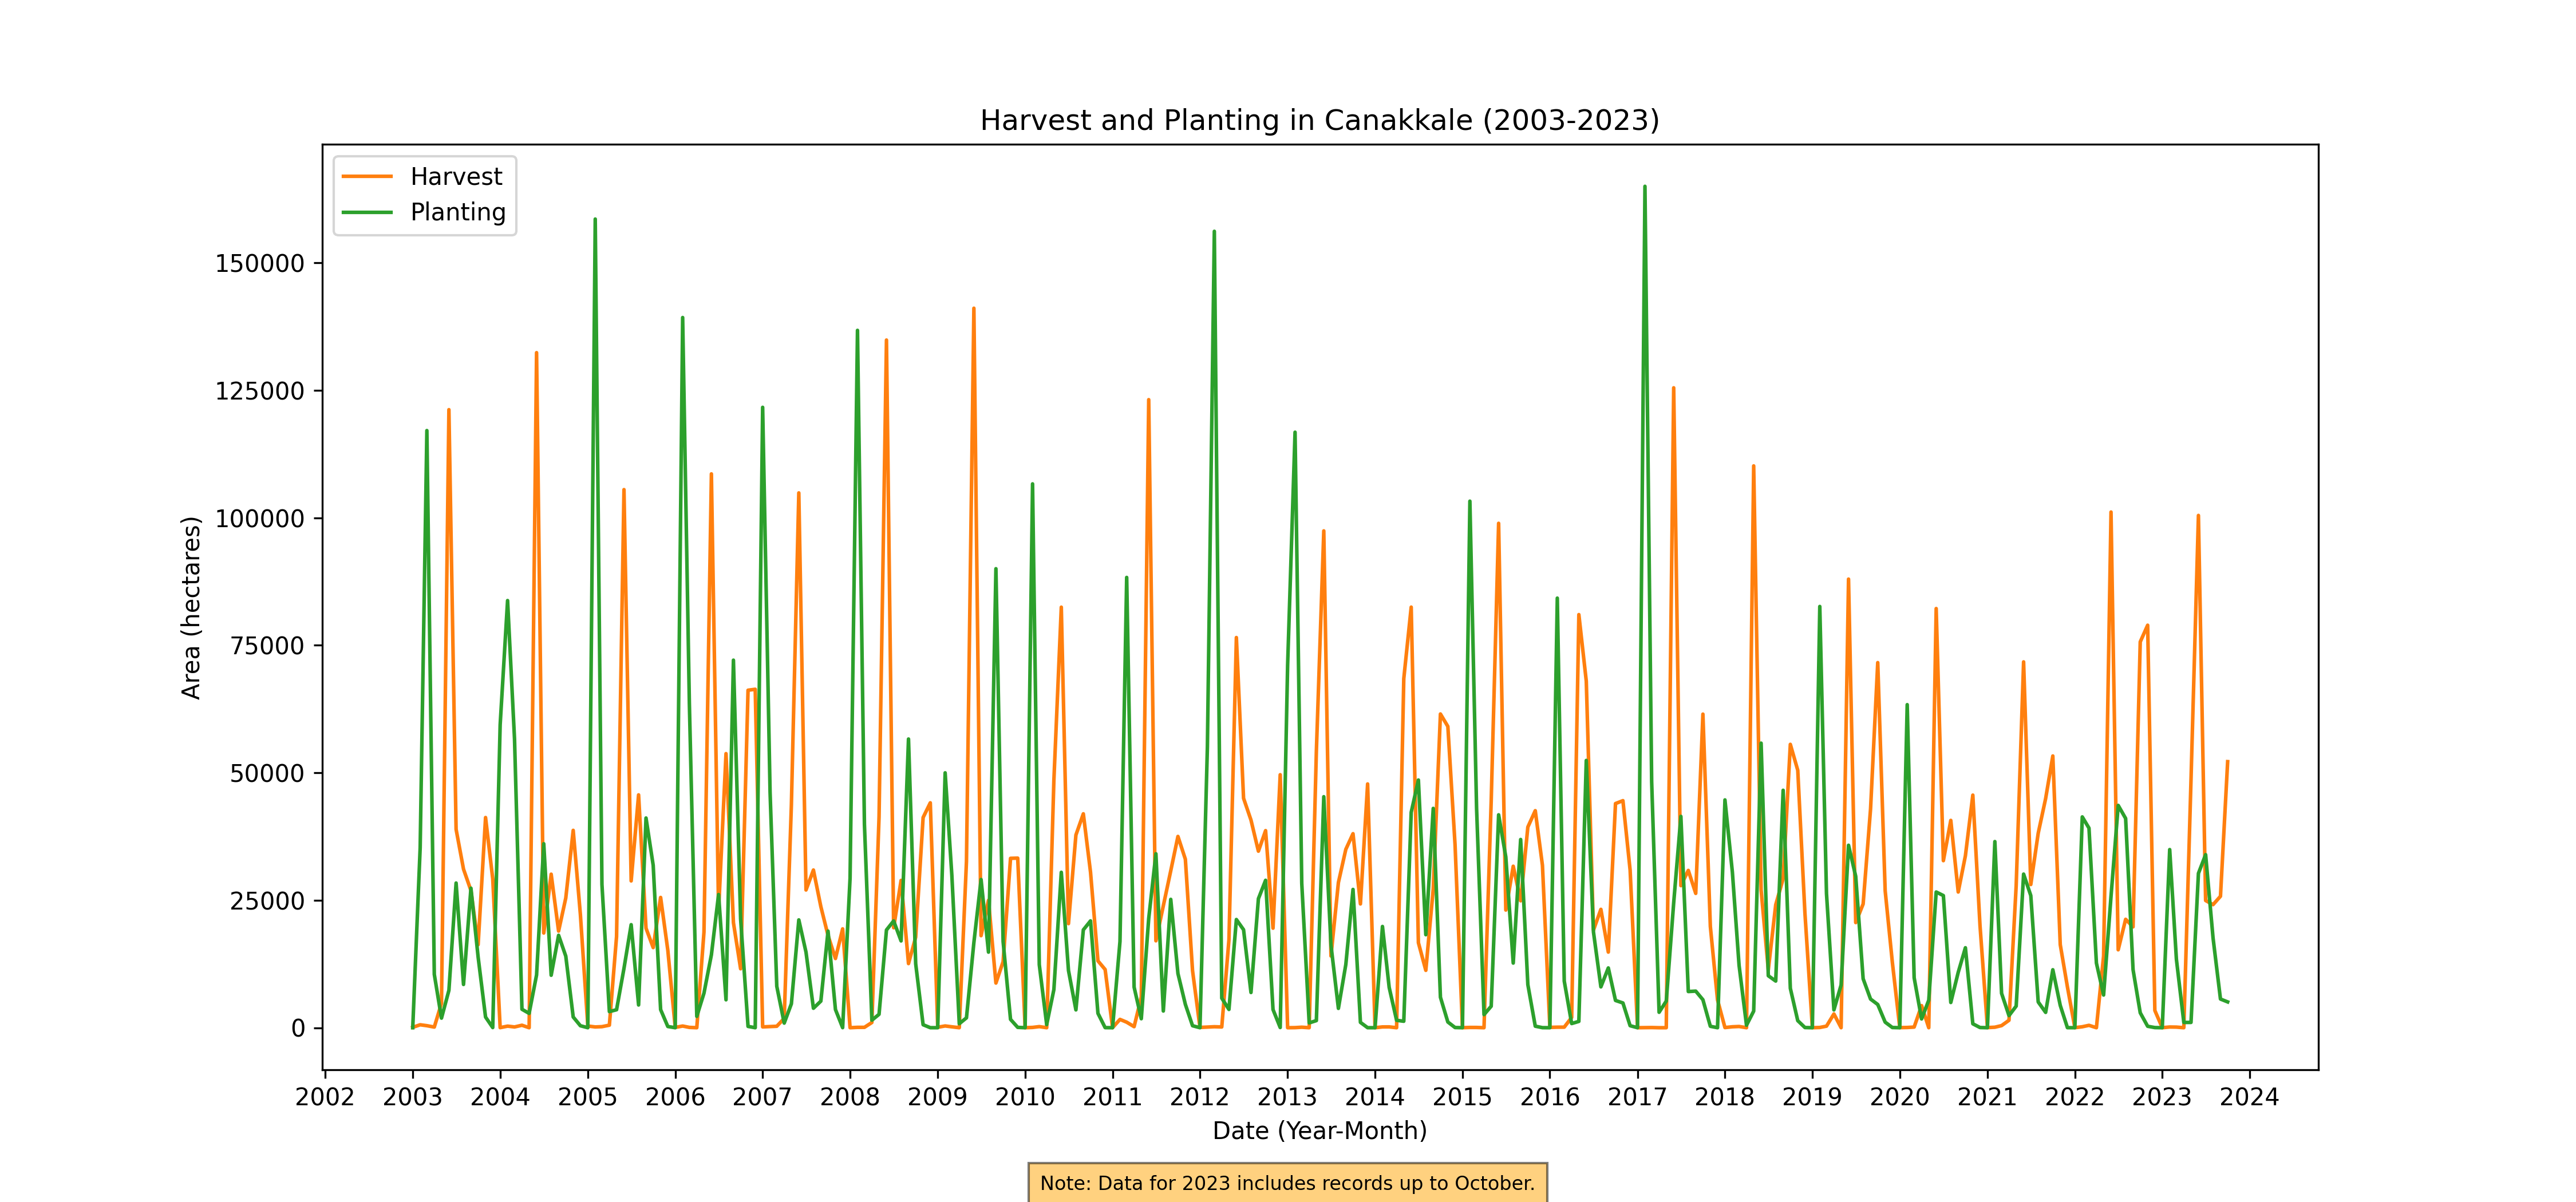 Harvest and Planting in Canakkale (2003-2023)
Harvest
Planting
150000
125000
100000
75000
50000
25000
0
Area (hectares)
2002 2003 2004 2005 2006 2007 2008 2009 2010 2011 2012 2013 2014 2015 2016 2017 2018 2019 2020 2021 2022 2023 2024
Date (Year-Month)
Note: Data for 2023 includes records up to October.